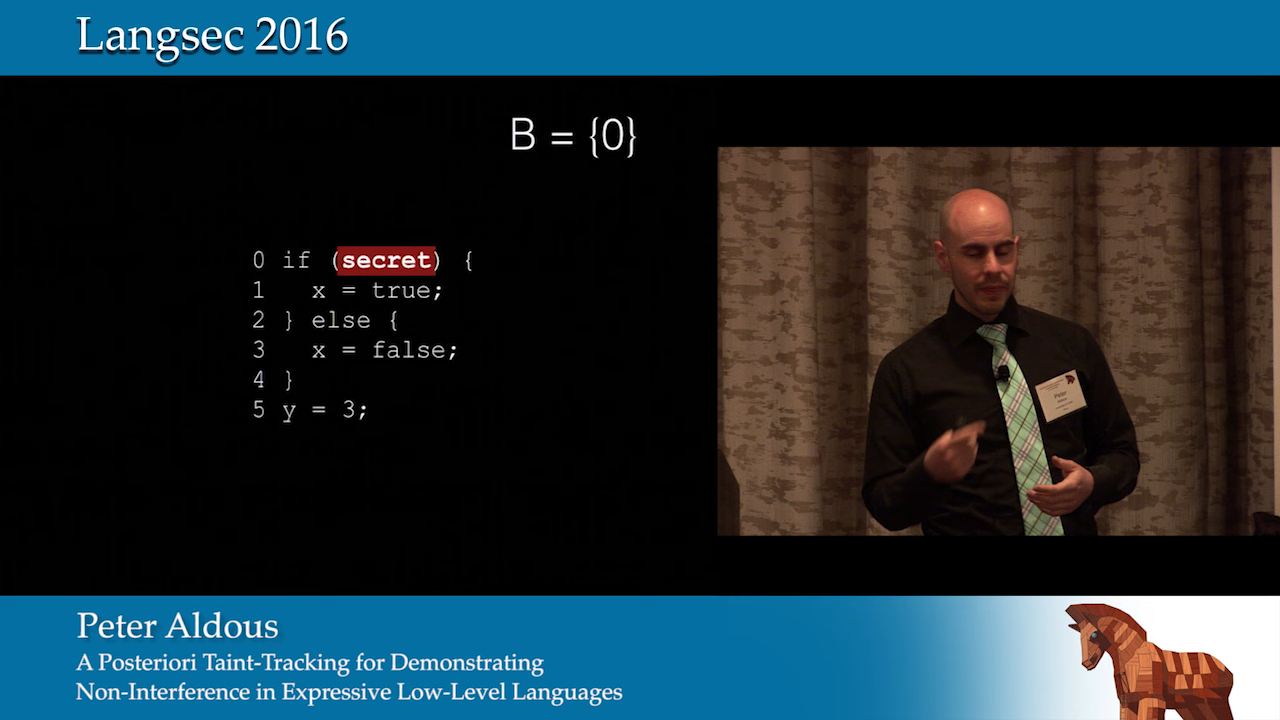 Langsec 2016
B = {0}
0 if (secret) {
1   x = true;
2 } else {
3   x = false;
4 }
5 y = 3;
Peter
Peter Aldous
A Posteriori Taint-Tracking for Demonstrating
Non-Interference in Expressive Low-Level Languages